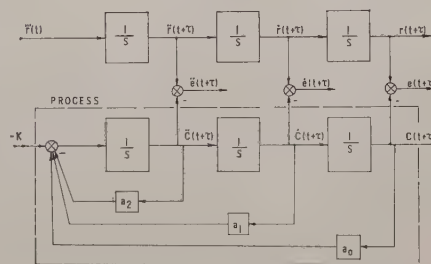 r⃛(t)
1/S
r̈(t+τ)
1/S
ṙ(t+τ)
1/S
r(t+τ)
ë(t+τ)
ė(t+τ)
e(t+τ)
-
-
-
PROCESS
-K
-
1/S
C̈(t+τ)
1/S
Ċ(t+τ)
1/S
C(t+τ)
a2
a1
a0